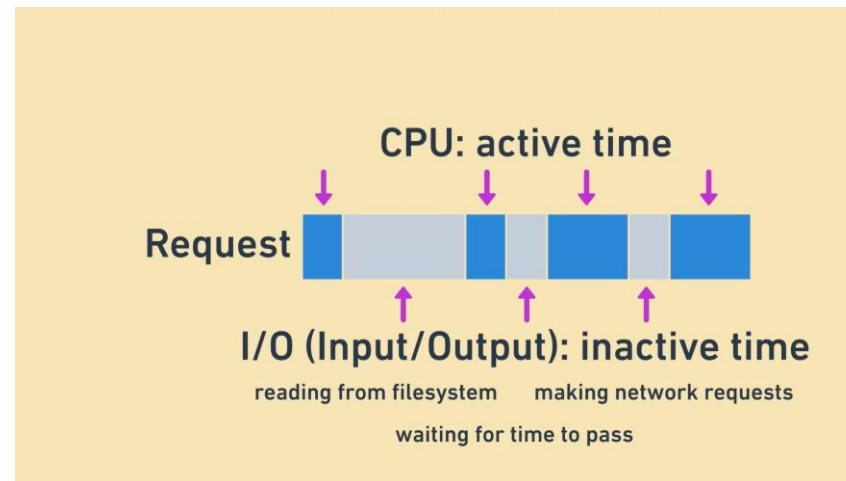 CPU: active time
Request
I/O (Input/Output): inactive time
reading from filesystem making network requests
waiting for time to pass